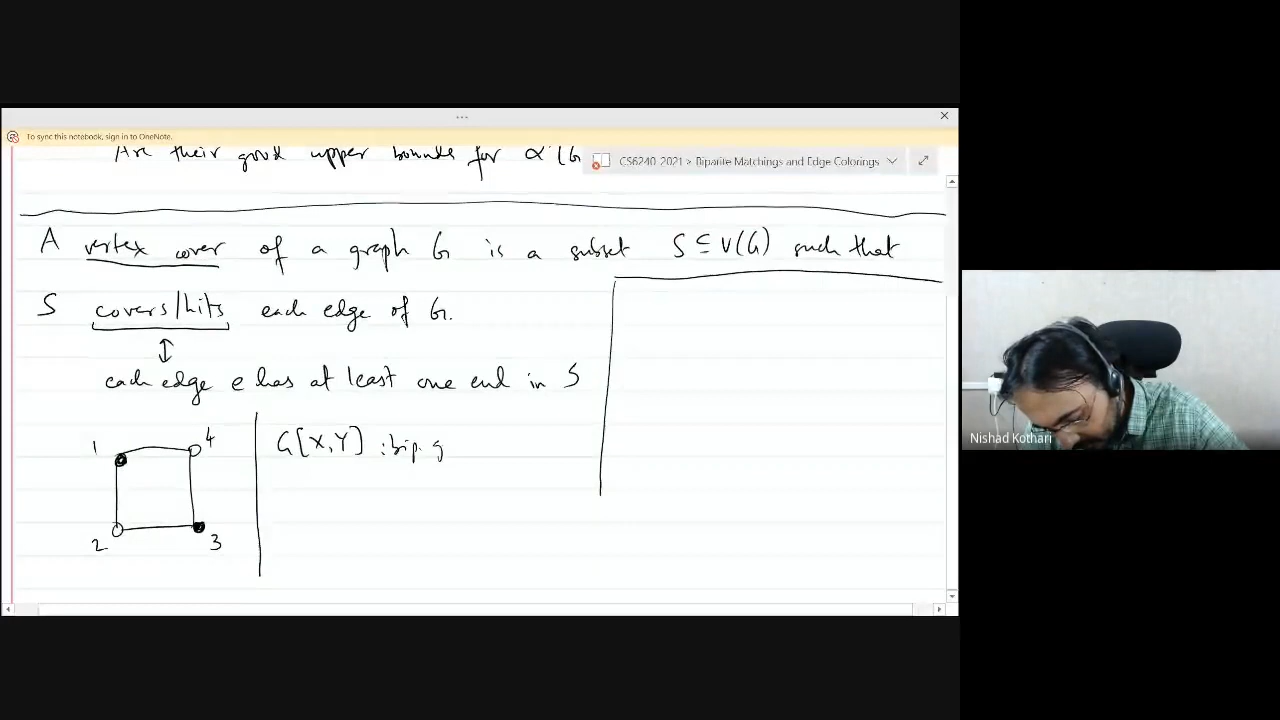 To sync this notebook, sign in to OneNote.
Are their good upper bounds for α'(G
CS6240-2021 > Biparite Matchings and Edge Colorings
A vertex cover of a graph G is a subset S ⊆ V(G) such that
S covers/hits each edge of G.
↕
each edge e has at least one end in S
1 4
2 3
G[X,Y] : bip. g
Nishad Kothari